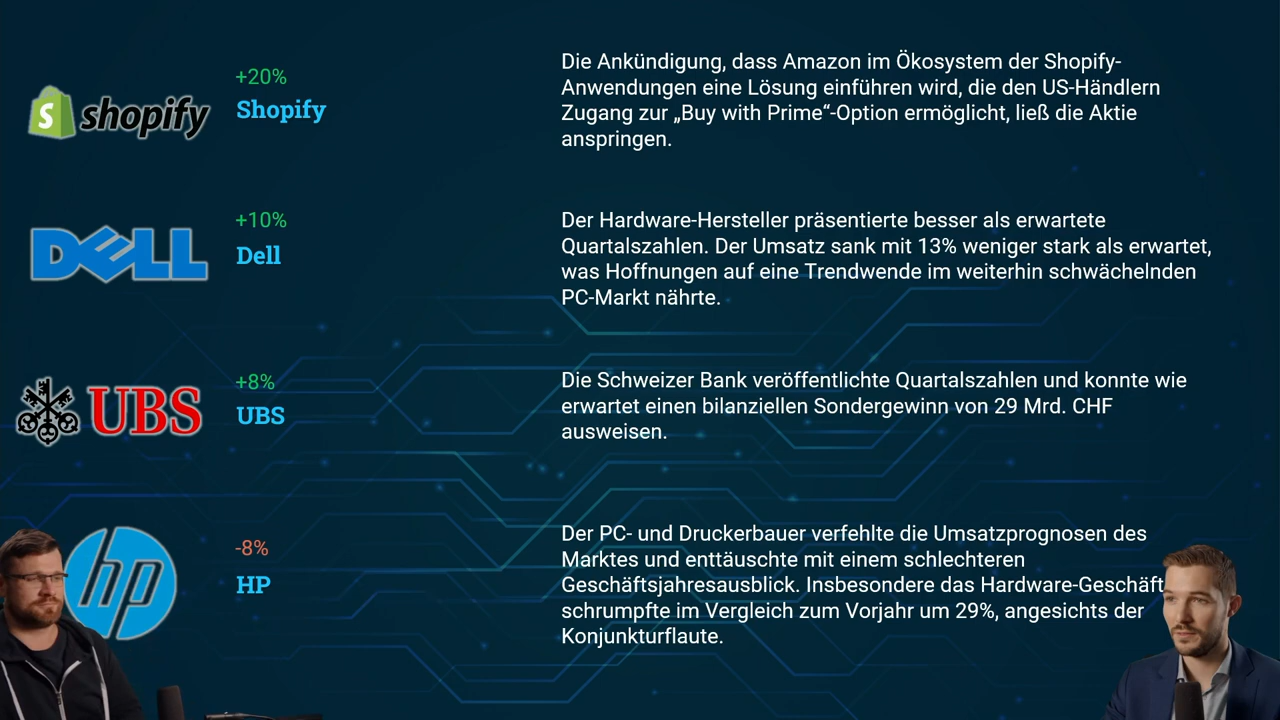 shopify
+20%
Shopify
Die Ankündigung, dass Amazon im Ökosystem der Shopify-
Anwendungen eine Lösung einführen wird, die den US-Händlern
Zugang zur „Buy with Prime“-Option ermöglicht, ließ die Aktie
anspringen.
DELL
+10%
Dell
Der Hardware-Hersteller präsentierte besser als erwartete
Quartalszahlen. Der Umsatz sank mit 13% weniger stark als erwartet,
was Hoffnungen auf eine Trendwende im weiterhin schwächelnden
PC-Markt nährte.
UBS
+8%
UBS
Die Schweizer Bank veröffentlichte Quartalszahlen und konnte wie
erwartet einen bilanziellen Sondergewinn von 29 Mrd. CHF
ausweisen.
hp
-8%
HP
Der PC- und Druckerbauer verfehlte die Umsatzprognosen des
Marktes und enttäuschte mit einem schlechteren
Geschäftsjahresausblick. Insbesondere das Hardware-Geschäft
schrumpfte im Vergleich zum Vorjahr um 29%, angesichts der
Konjunkturflaute.